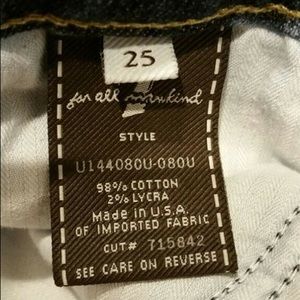 25
7
for all mankind
STYLE
U144080U-080U
98% COTTON
2% LYCRA
Made in U.S.A.
OF IMPORTED FABRIC
CUT# 715842
SEE CARE ON REVERSE